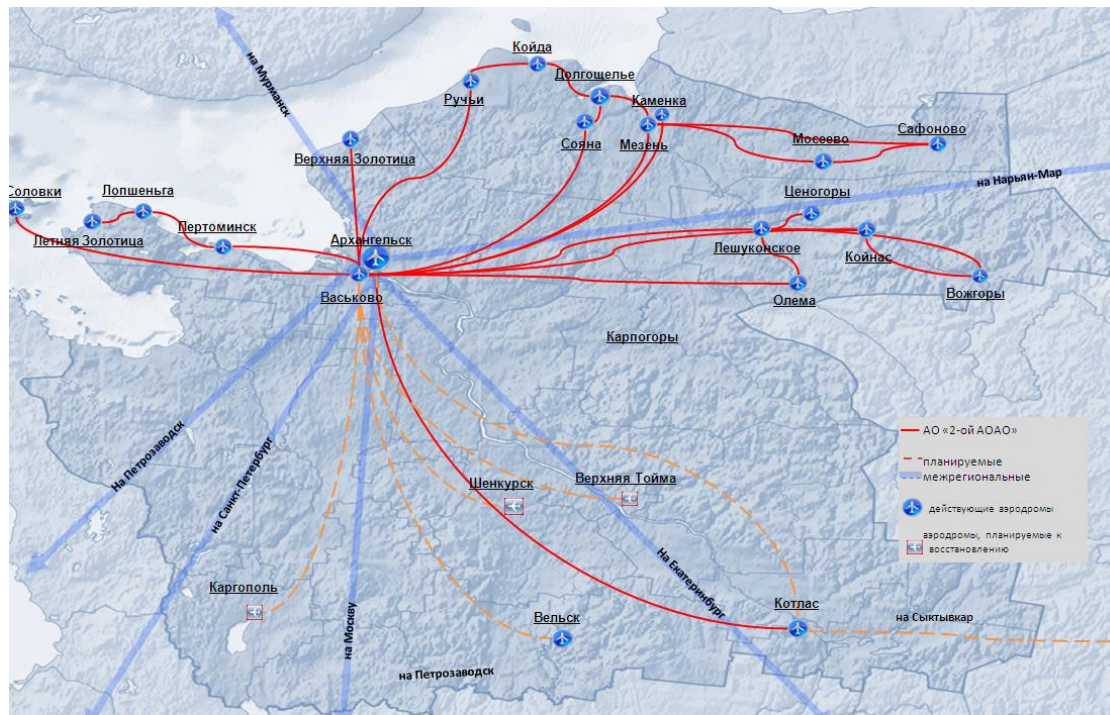 на Мурманск
Койда
Долгощелье
Ручьи
Каменка
Верхняя Золотица
Сояна
Мезень
Мосеево
Сафоново
Соловки
Лопшеньга
Ценогоры
на Нарьян-Мар
Летняя Золотица
Пертоминск
Архангельск
Лешуконское
Койнас
Васьково
Олема
Вожгоры
Карпогоры
АО «2-ой АОАО»
планируемые
межрегиональные
действующие аэродромы
аэродромы, планируемые к
восстановлению
На Петрозаводск
на Санкт-Петербург
Шенкурск
Верхняя Тойма
На Екатеринбург
Каргополь
на Москву
Вельск
Котлас
на Сыктывкар
на Петрозаводск